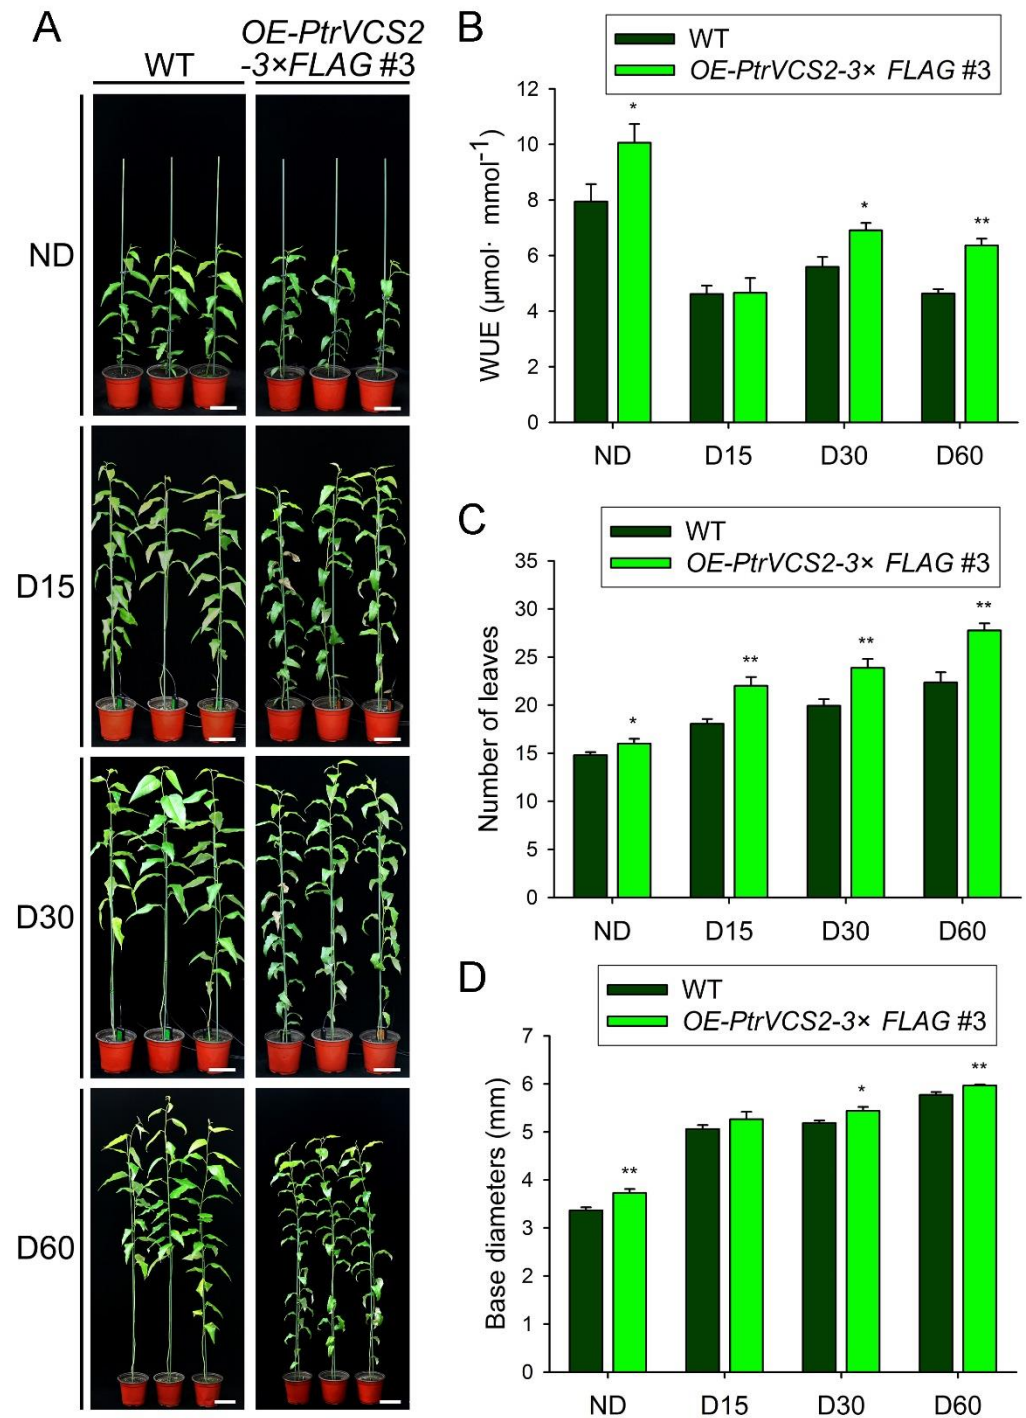 A
WT
OE-PtrVCS2
-3×FLAG #3
ND
D15
D30
D60
B
WT
OE-PtrVCS2-3× FLAG #3
WUE (μmol· mmol⁻¹)
12
10
8
6
4
2
0
*
*
**
ND D15 D30 D60
C
WT
OE-PtrVCS2-3× FLAG #3
Number of leaves
35
30
25
20
15
10
5
0
*
**
**
**
ND D15 D30 D60
D
WT
OE-PtrVCS2-3× FLAG #3
Base diameters (mm)
7
6
5
4
3
2
1
0
**
*
**
ND D15 D30 D60